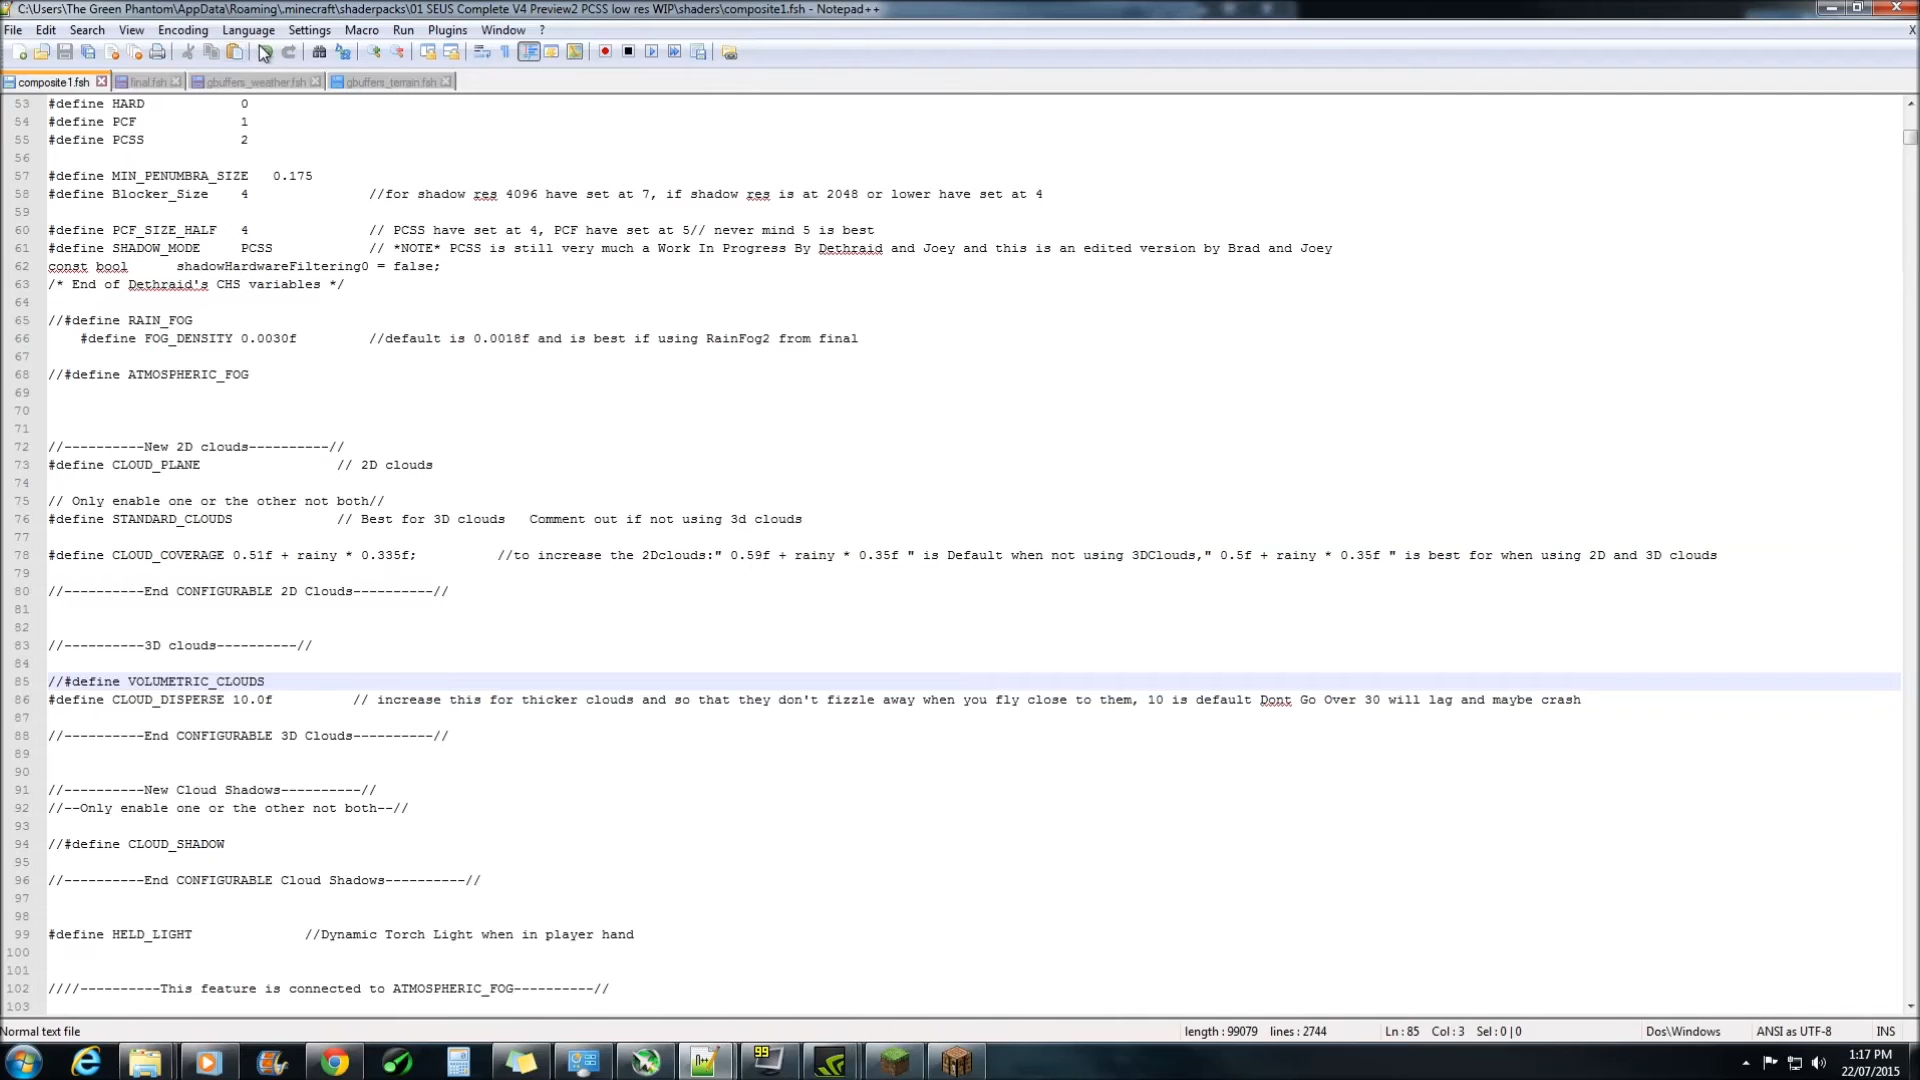 C:\Users\The Green Phantom\AppData\Roaming\.minecraft\shaderpacks\01 SEUS Complete V4 Preview2 PCSS low res WIP\shaders\composite1.fsh - Notepad++
File Edit Search View Encoding Language Settings Macro Run Plugins Window ? X
composite1.fsh final.fsh gbuffers_weather.fsh gbuffers_terrain.fsh
53 #define HARD 0
54 #define PCF 1
55 #define PCSS 2
56
57 #define MIN_PENUMBRA_SIZE 0.175
58 #define Blocker_Size 4 //for shadow res 4096 have set at 7, if shadow res is at 2048 or lower have set at 4
59
60 #define PCF_SIZE_HALF 4 // PCSS have set at 4, PCF have set at 5// never mind 5 is best
61 #define SHADOW_MODE PCSS // *NOTE* PCSS is still very much a Work In Progress By Dethraid and Joey and this is an edited version by Brad and Joey
62 const bool shadowHardwareFiltering0 = false;
63 /* End of Dethraid's CHS variables */
64
65 //#define RAIN_FOG
66 #define FOG_DENSITY 0.0030f //default is 0.0018f and is best if using RainFog2 from final
67
68 //#define ATMOSPHERIC_FOG
69
70
71
72 //----------New 2D clouds----------//
73 #define CLOUD_PLANE // 2D clouds
74
75 // Only enable one or the other not both//
76 #define STANDARD_CLOUDS // Best for 3D clouds Comment out if not using 3d clouds
77
78 #define CLOUD_COVERAGE 0.51f + rainy * 0.335f; //to increase the 2Dclouds:" 0.59f + rainy * 0.35f " is Default when not using 3DClouds," 0.5f + rainy * 0.35f " is best for when using 2D and 3D clouds
79
80 //----------End CONFIGURABLE 2D Clouds----------//
81
82
83 //----------3D clouds----------//
84
85 //#define VOLUMETRIC_CLOUDS
86 #define CLOUD_DISPERSE 10.0f // increase this for thicker clouds and so that they don't fizzle away when you fly close to them, 10 is default Dont Go Over 30 will lag and maybe crash
87
88 //----------End CONFIGURABLE 3D Clouds----------//
89
90
91 //----------New Cloud Shadows----------//
92 //--Only enable one or the other not both--//
93
94 //#define CLOUD_SHADOW
95
96 //----------End CONFIGURABLE Cloud Shadows----------//
97
98
99 #define HELD_LIGHT //Dynamic Torch Light when in player hand
100
101
102 ////----------This feature is connected to ATMOSPHERIC_FOG----------//
103
Normal text file length : 99079 lines : 2744 Ln : 85 Col : 3 Sel : 0 | 0 Dos\Windows ANSI as UTF-8 INS
99
1:17 PM
22/07/2015